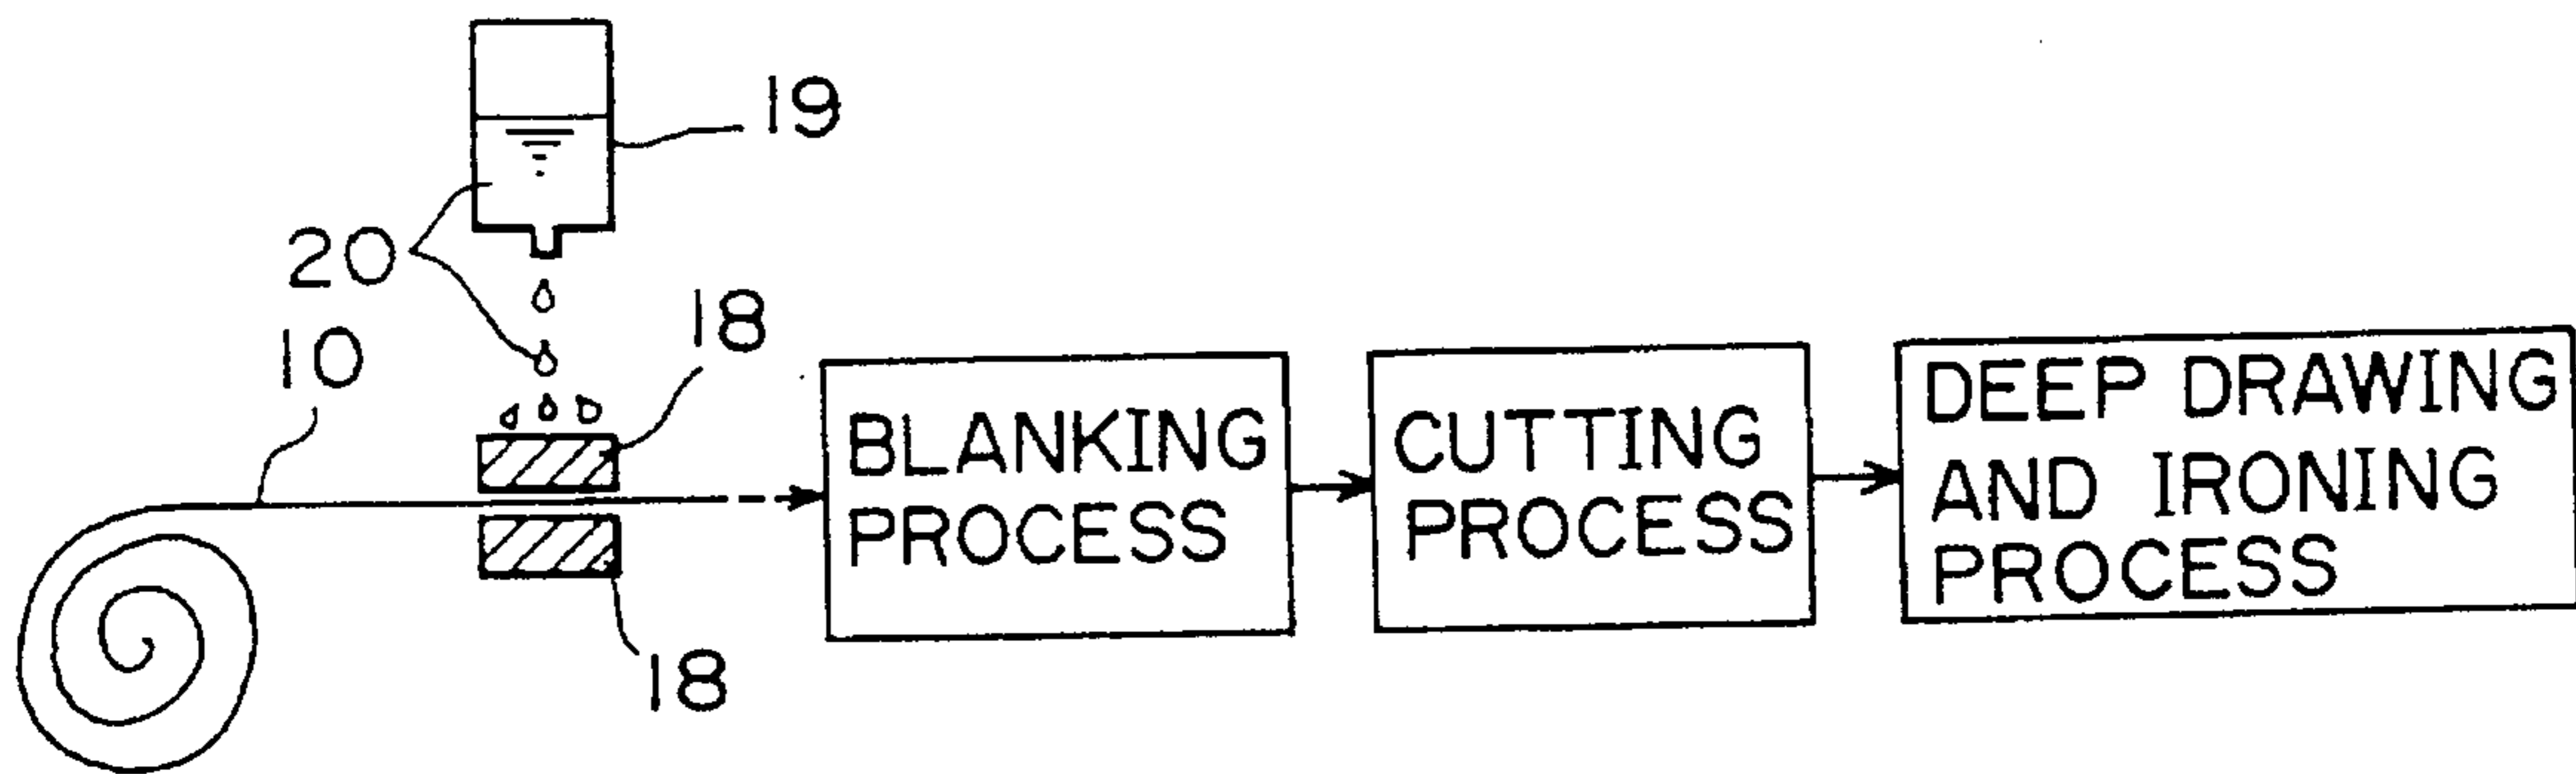 19
20
18
10
BLANKING
PROCESS
CUTTING
PROCESS
DEEP DRAWING
AND IRONING
PROCESS
18